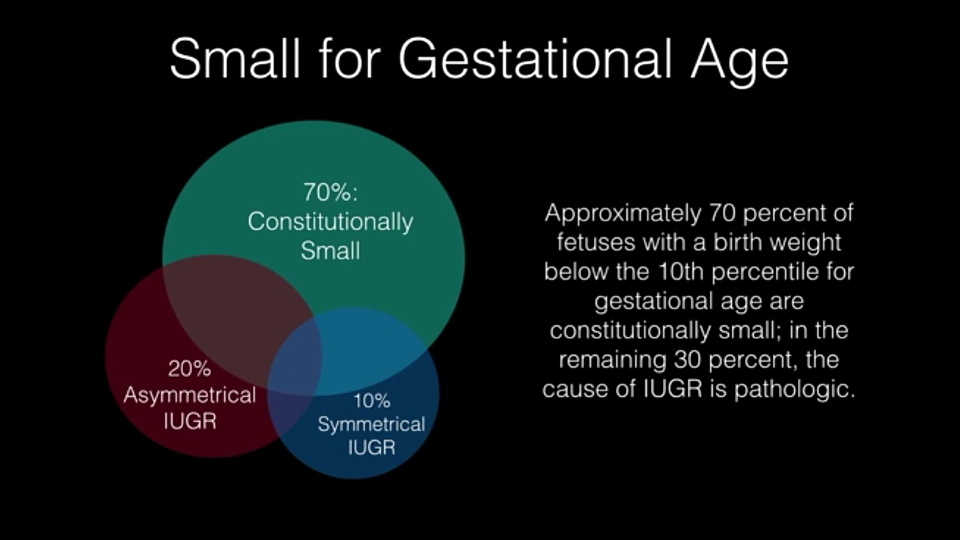 Small for Gestational Age
70%:
Constitutionally
Small
20%
Asymmetrical
IUGR
10%
Symmetrical
IUGR
Approximately 70 percent of
fetuses with a birth weight
below the 10th percentile for
gestational age are
constitutionally small; in the
remaining 30 percent, the
cause of IUGR is pathologic.